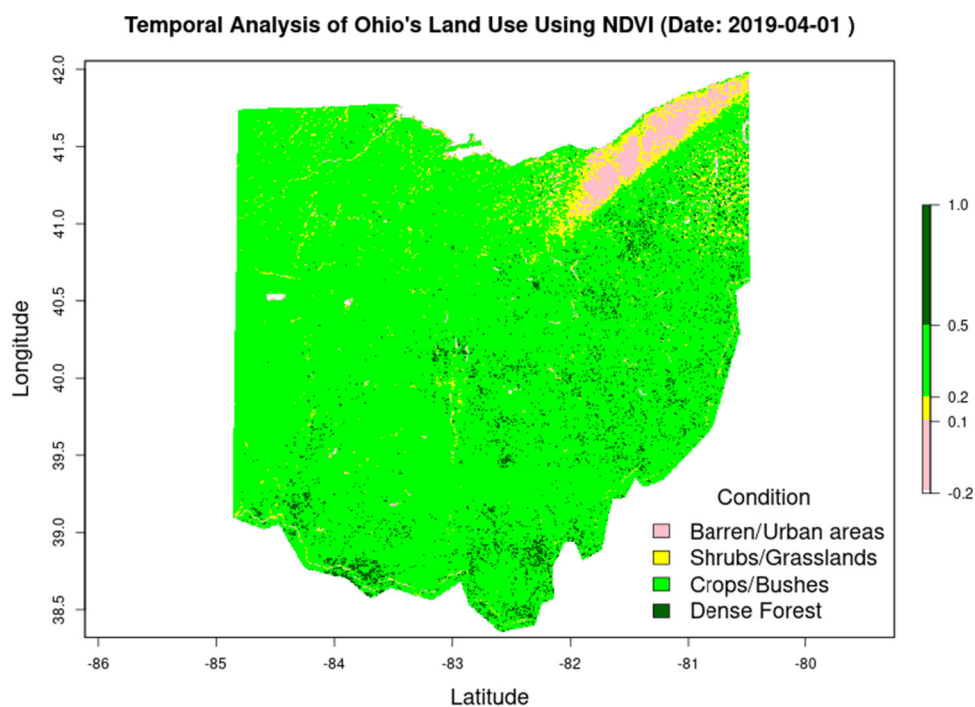 Temporal Analysis of Ohio's Land Use Using NDVI (Date: 2019-04-01 )
42.0
41.5
41.0
40.5
40.0
39.5
39.0
38.5
Longitude
-86
-85
-84
-83
-82
-81
-80
Latitude
1.0
0.5
0.2
0.1
-0.2
Condition
Barren/Urban areas
Shrubs/Grasslands
Crops/Bushes
Dense Forest